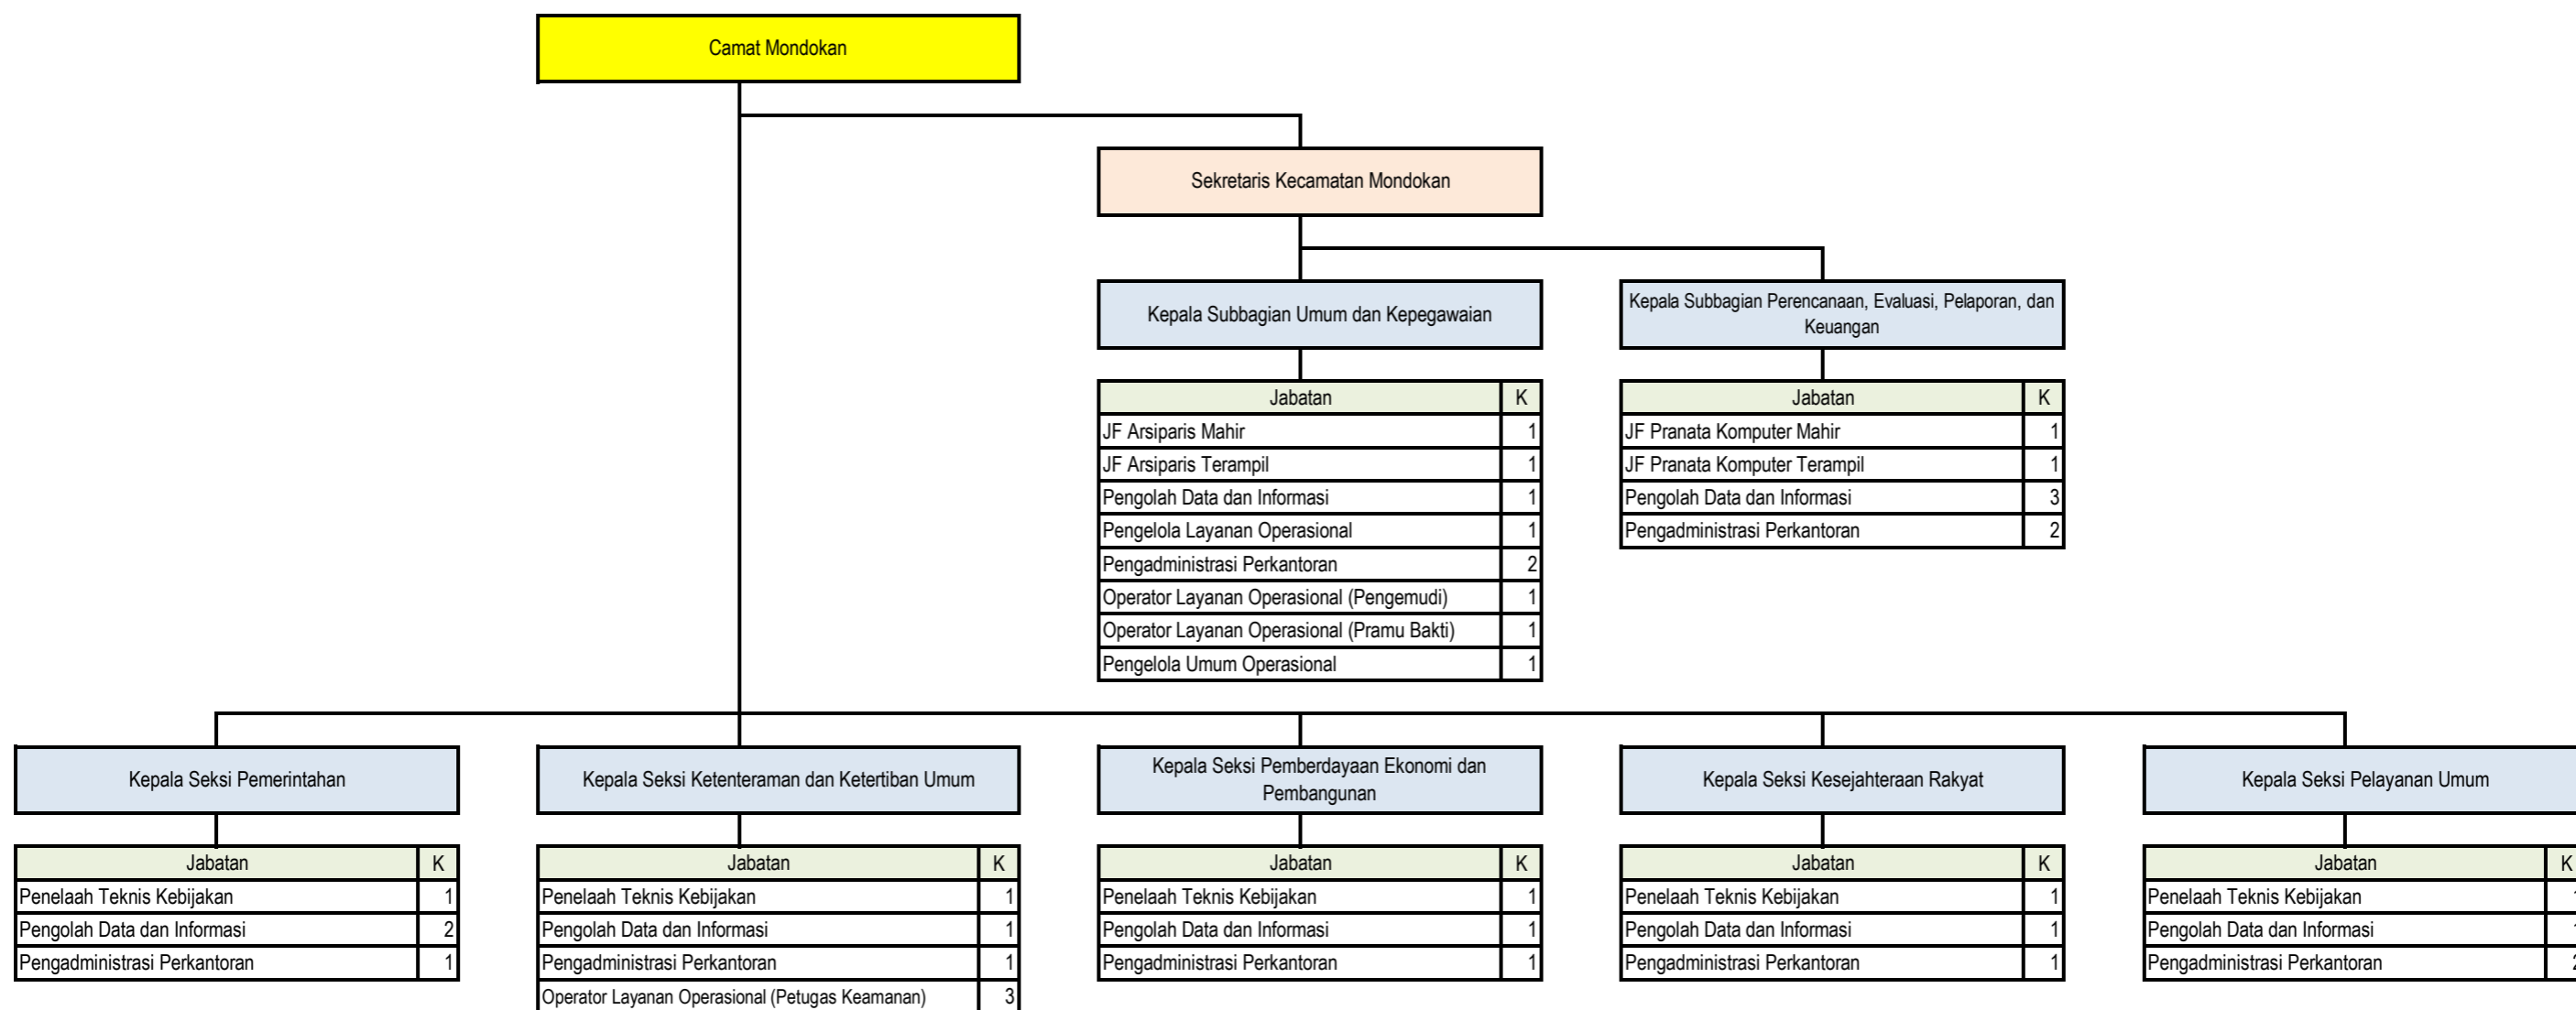 Camat Mondokan
Sekretaris Kecamatan Mondokan
Kepala Subbagian Umum dan Kepegawaian
Kepala Subbagian Perencanaan, Evaluasi, Pelaporan, dan
Keuangan
Jabatan K
JF Arsiparis Mahir 1
JF Arsiparis Terampil 1
Pengolah Data dan Informasi 1
Pengelola Layanan Operasional 1
Pengadministrasi Perkantoran 2
Operator Layanan Operasional (Pengemudi) 1
Operator Layanan Operasional (Pramu Bakti) 1
Pengelola Umum Operasional 1
Jabatan K
JF Pranata Komputer Mahir 1
JF Pranata Komputer Terampil 1
Pengolah Data dan Informasi 3
Pengadministrasi Perkantoran 2
Kepala Seksi Pemerintahan
Jabatan K
Penelaah Teknis Kebijakan 1
Pengolah Data dan Informasi 2
Pengadministrasi Perkantoran 1
Kepala Seksi Ketenteraman dan Ketertiban Umum
Jabatan K
Penelaah Teknis Kebijakan 1
Pengolah Data dan Informasi 1
Pengadministrasi Perkantoran 1
Operator Layanan Operasional (Petugas Keamanan) 3
Kepala Seksi Pemberdayaan Ekonomi dan
Pembangunan
Jabatan K
Penelaah Teknis Kebijakan 1
Pengolah Data dan Informasi 1
Pengadministrasi Perkantoran 1
Kepala Seksi Kesejahteraan Rakyat
Jabatan K
Penelaah Teknis Kebijakan 1
Pengolah Data dan Informasi 1
Pengadministrasi Perkantoran 1
Kepala Seksi Pelayanan Umum
Jabatan K
Penelaah Teknis Kebijakan
Pengolah Data dan Informasi
Pengadministrasi Perkantoran